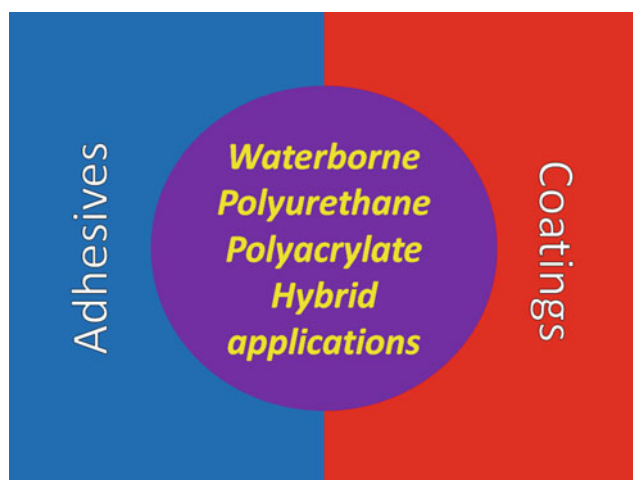 Adhesives
Waterborne
Polyurethane
Polyacrylate
Hybrid
applications
Coatings